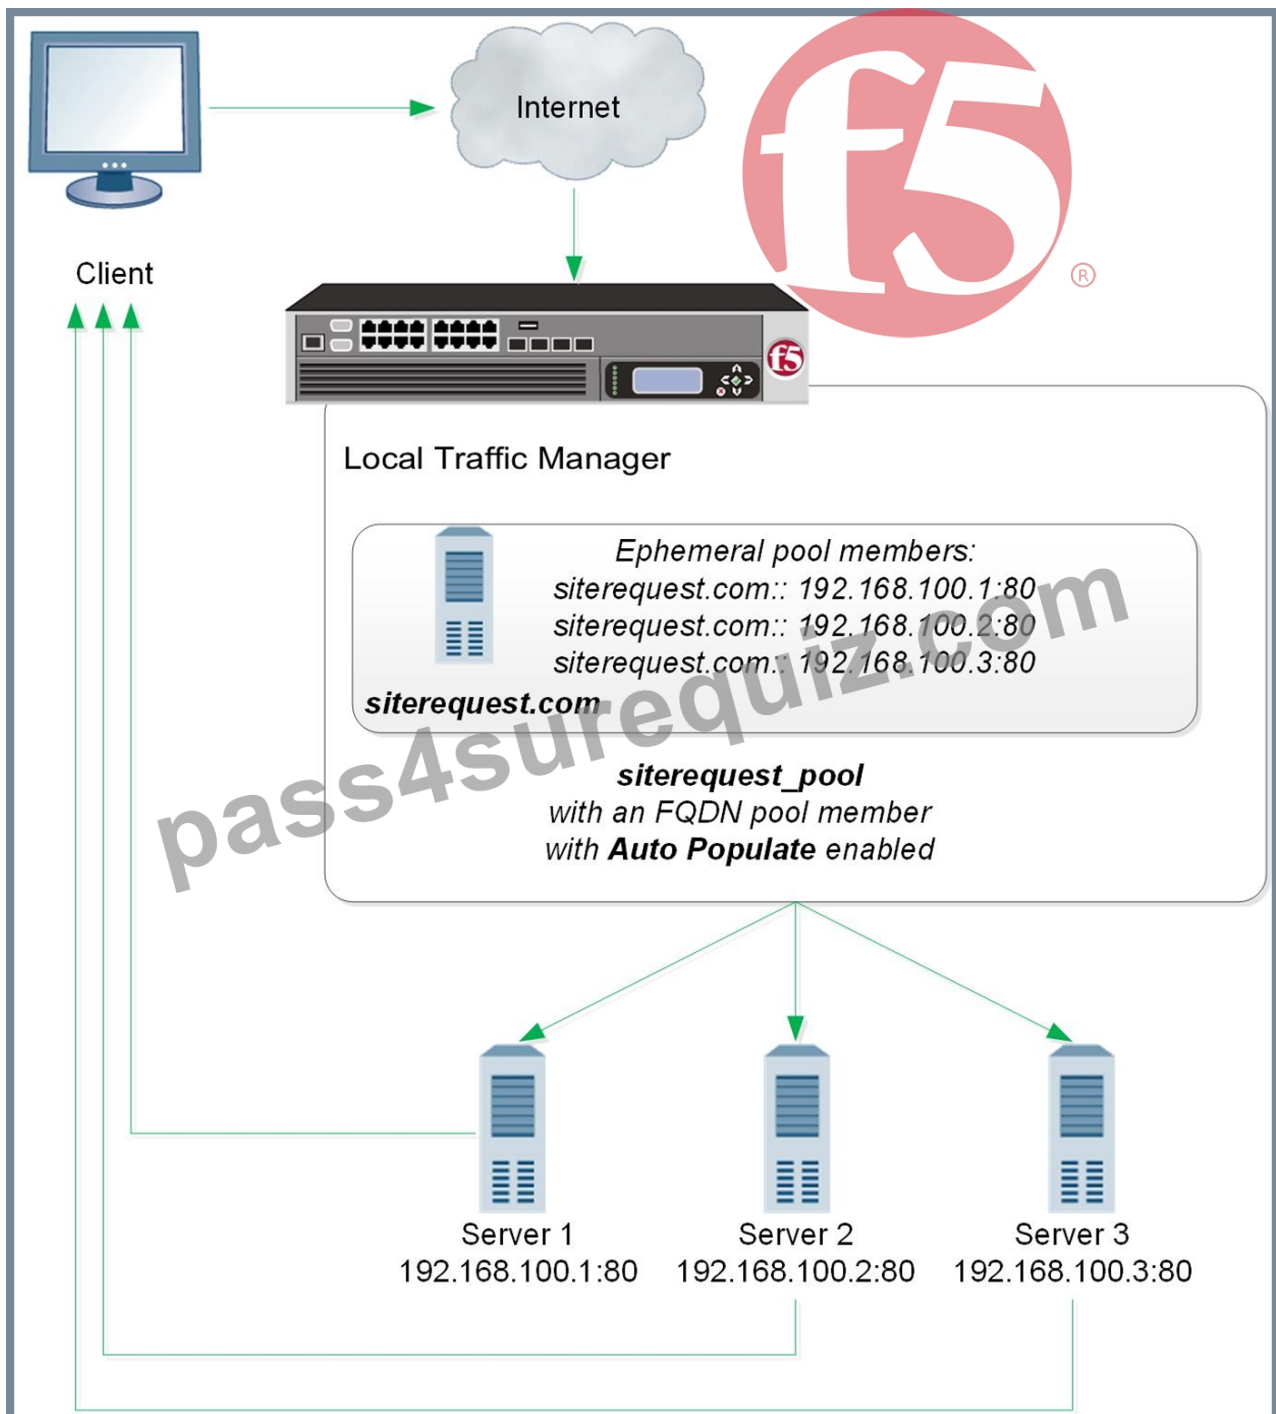 Internet
f5
®
Client
f5
Local Traffic Manager
Ephemeral pool members:
siterequest.com:: 192.168.100.1:80
siterequest.com:: 192.168.100.2:80
siterequest.com:: 192.168.100.3:80
siterequest.com
pass4surequiz.com
siterequest_pool
with an FQDN pool member
with Auto Populate enabled
Server 1
192.168.100.1:80
Server 2
192.168.100.2:80
Server 3
192.168.100.3:80